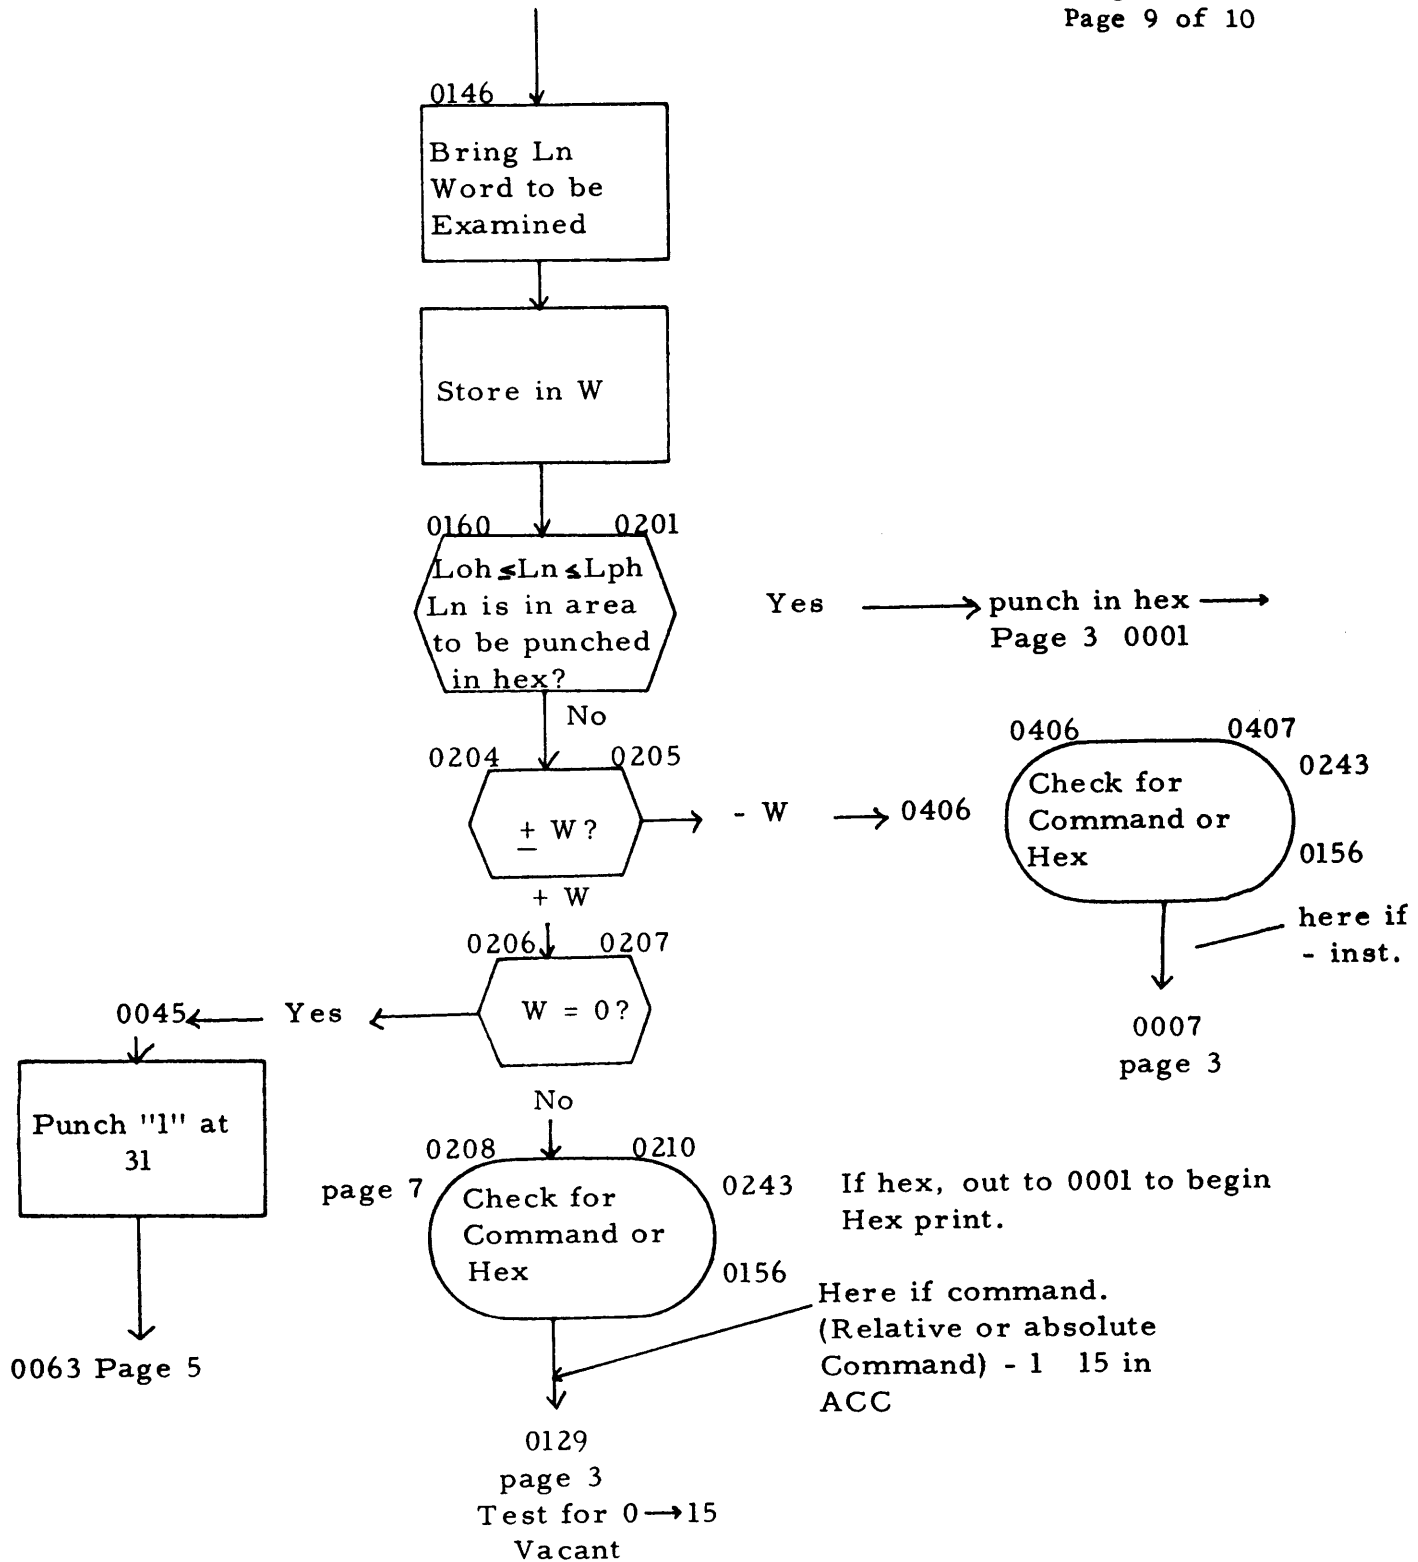 Page 9 of 10
0146
Bring Ln
Word to be
Examined
Store in W
0160 0201
Loh ≤ Ln ≤ Lph
Ln is in area
to be punched
in hex?
Yes
punch in hex
Page 3 0001
No
0204 0205
± W?
- W
0406
0406 0407
0243
Check for
Command or
Hex
0156
here if
- inst.
0007
page 3
+ W
0206 0207
W = 0?
Yes
0045
Punch "1" at
31
0063 Page 5
No
0208 0210
page 7
Check for
Command or
Hex
0243
0156
If hex, out to 0001 to begin
Hex print.
Here if command.
(Relative or absolute
Command) - 1 15 in
ACC
0129
page 3
Test for 0→15
Vacant